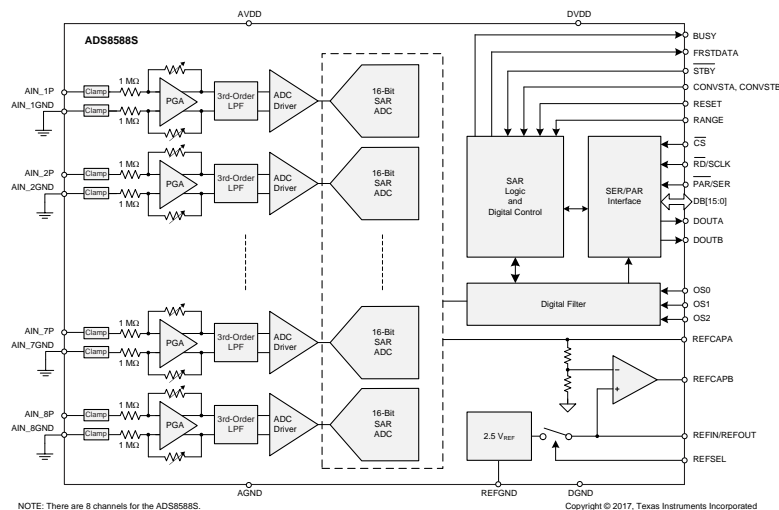 AVDD
DVDD
ADS8588S
BUSY
FRSTDATA
STBY
CONVSTA, CONVSTB
RESET
RANGE
CS
RD/SCLK
PAR/SER
DB[15:0]
DOUTA
DOUTB
OS0
OS1
OS2
REFCAPA
REFCAPB
REFIN/REFOUT
REFSEL
AIN_1P
AIN_1GND
Clamp
Clamp
1 MΩ
1 MΩ
PGA
3rd-Order
LPF
ADC
Driver
16-Bit
SAR
ADC
AIN_2P
AIN_2GND
Clamp
Clamp
1 MΩ
1 MΩ
PGA
3rd-Order
LPF
ADC
Driver
16-Bit
SAR
ADC
AIN_7P
AIN_7GND
Clamp
Clamp
1 MΩ
1 MΩ
PGA
3rd-Order
LPF
ADC
Driver
16-Bit
SAR
ADC
AIN_8P
AIN_8GND
Clamp
Clamp
1 MΩ
1 MΩ
PGA
3rd-Order
LPF
ADC
Driver
16-Bit
SAR
ADC
SAR
Logic
and
Digital Control
SER/PAR
Interface
Digital Filter
2.5 VREF
AGND
REFGND
DGND
NOTE: There are 8 channels for the ADS8588S.
Copyright © 2017, Texas Instruments Incorporated